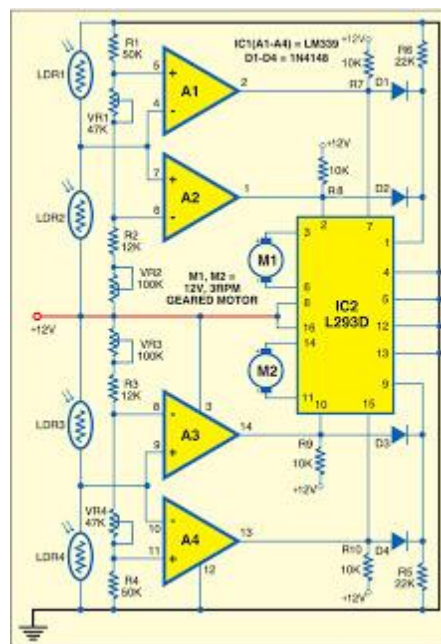 R1
50K
IC1(A1-A4) = LM339
D1-D4 = 1N4148
+12V
R6
22K
LDR1
5
+
A1
2
10K
R7
D1
VR1
47K
4
-
7
+
A2
1
+12V
10K
R8
D2
LDR2
6
-
R2
12K
3
2
7
1
M1
VR2
100K
M1, M2 =
12V, 3RPM
GEARED MOTOR
6
8
4
5
IC2
L293D
+12V
16
12
VR3
100K
14
13
M2
R3
12K
11
9
10
15
8
-
3
A3
14
R9
10K
+12V
D3
LDR3
9
+
VR4
47K
10
-
A4
13
R10
10K
D4
LDR4
11
+
12
R4
50K
+12V
R5
22K